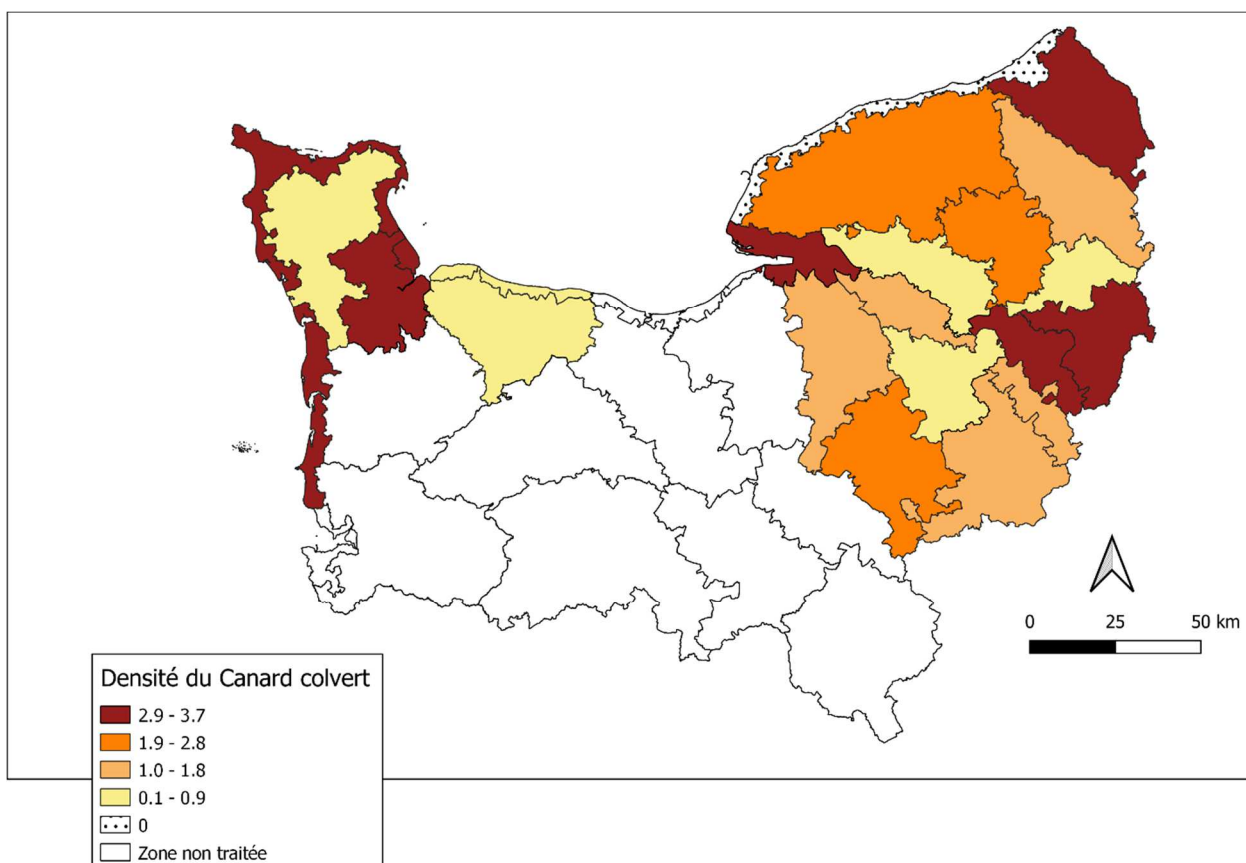 0 25 50 km
Densité du Canard colvert
2.9 - 3.7
1.9 - 2.8
1.0 - 1.8
0.1 - 0.9
0
Zone non traitée